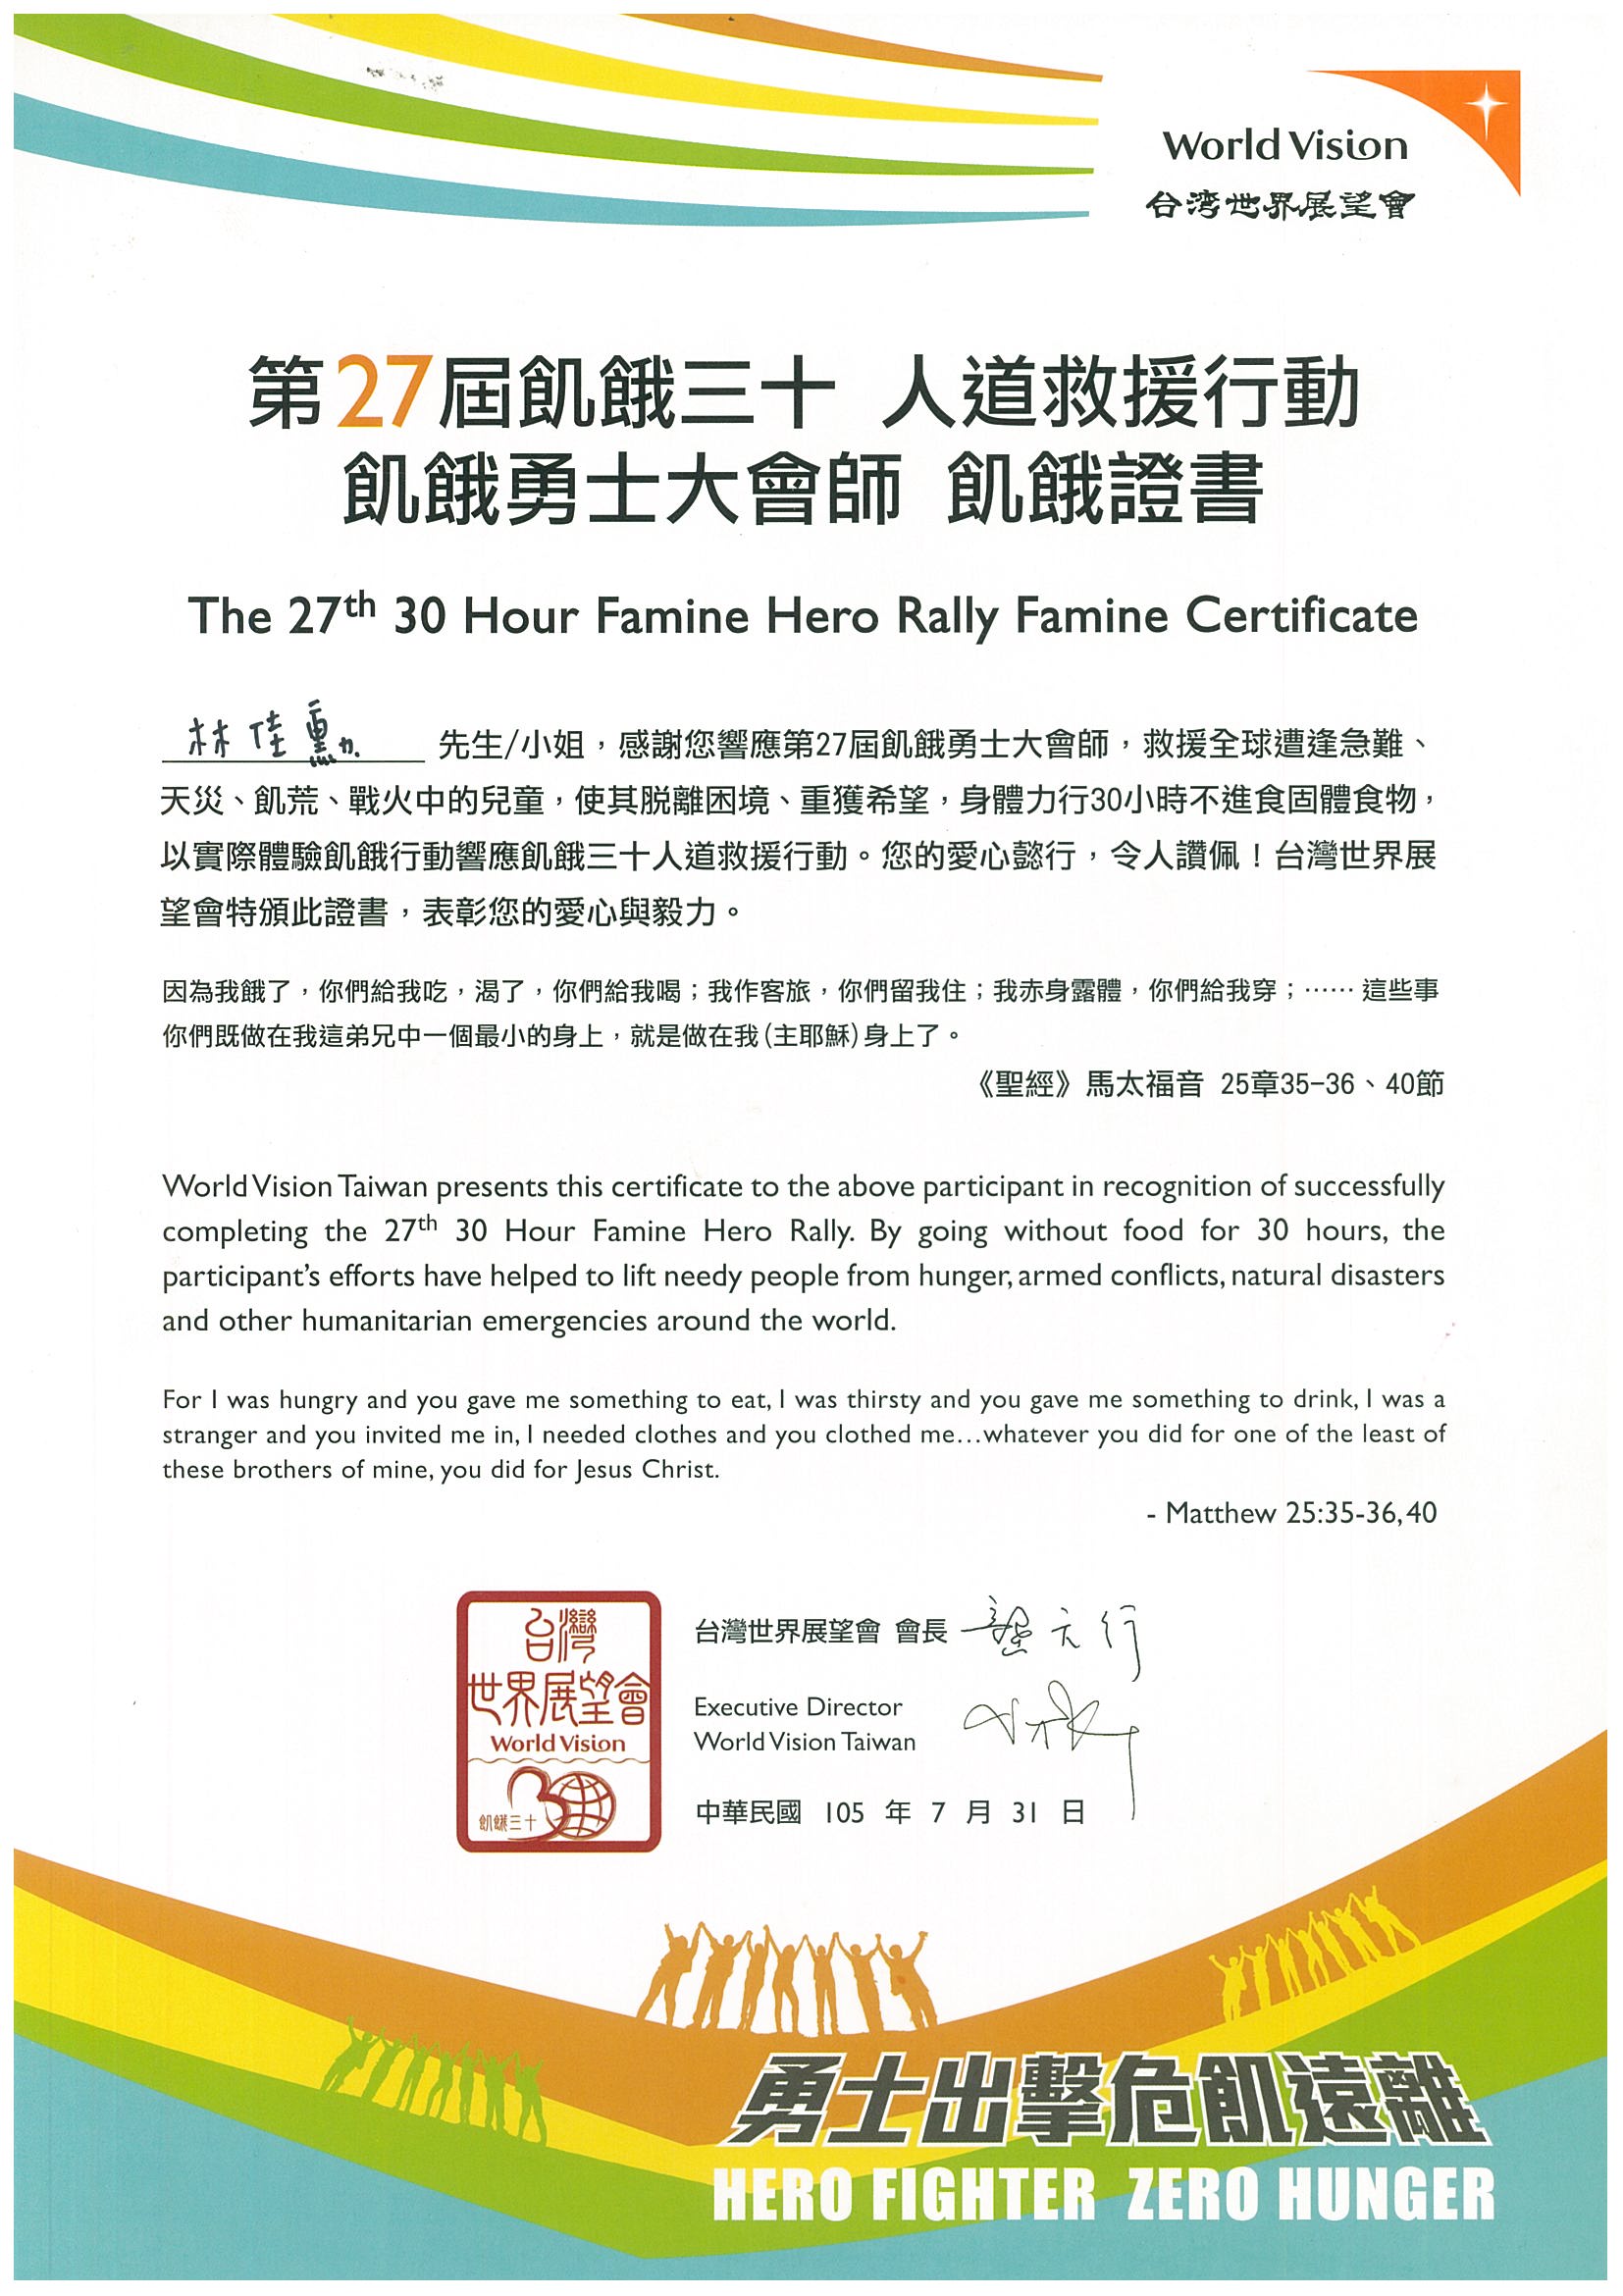 World Vision
台湾世界展望會
第27屆飢餓三十 人道救援行動
飢餓勇士大會師 飢餓證書
The 27th 30 Hour Famine Hero Rally Famine Certificate
林佳勳 先生/小姐，感謝您響應第27屆飢餓勇士大會師，救援全球遭逢急難、
天災、飢荒、戰火中的兒童，使其脫離困境、重獲希望，身體力行30小時不進食固體食物，
以實際體驗飢餓行動響應飢餓三十人道救援行動。您的愛心懿行，令人讚佩！台灣世界展
望會特頒此證書，表彰您的愛心與毅力。
因為我餓了，你們給我吃，渴了，你們給我喝；我作客旅，你們留我住；我赤身露體，你們給我穿；…… 這些事
你們既做在我這弟兄中一個最小的身上，就是做在我(主耶穌)身上了。
《聖經》馬太福音 25章35-36、40節
World Vision Taiwan presents this certificate to the above participant in recognition of successfully
completing the 27th 30 Hour Famine Hero Rally. By going without food for 30 hours, the
participant's efforts have helped to lift needy people from hunger, armed conflicts, natural disasters
and other humanitarian emergencies around the world.
For I was hungry and you gave me something to eat, I was thirsty and you gave me something to drink, I was a
stranger and you invited me in, I needed clothes and you clothed me...whatever you did for one of the least of
these brothers of mine, you did for Jesus Christ.
- Matthew 25:35-36,40
台灣
世界展望會
World Vision
飢餓三十
30
台灣世界展望會 會長
Executive Director
World Vision Taiwan
中華民國 105 年 7 月 31 日
勇士出擊危飢遠離
HERO FIGHTER ZERO HUNGER